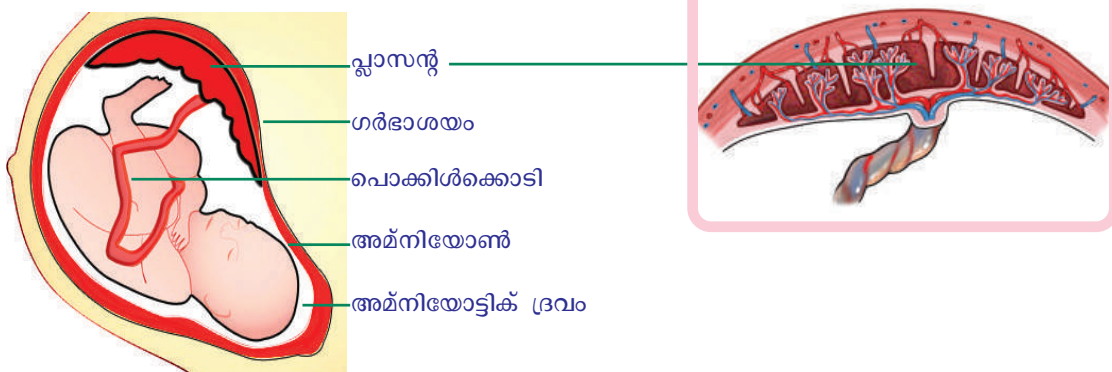 പ്ലാസന്റ
ഗർഭാശയം
പൊക്കിൾക്കൊടി
അമ്നിയോൺ
അമ്നിയോട്ടിക് ദ്രവം